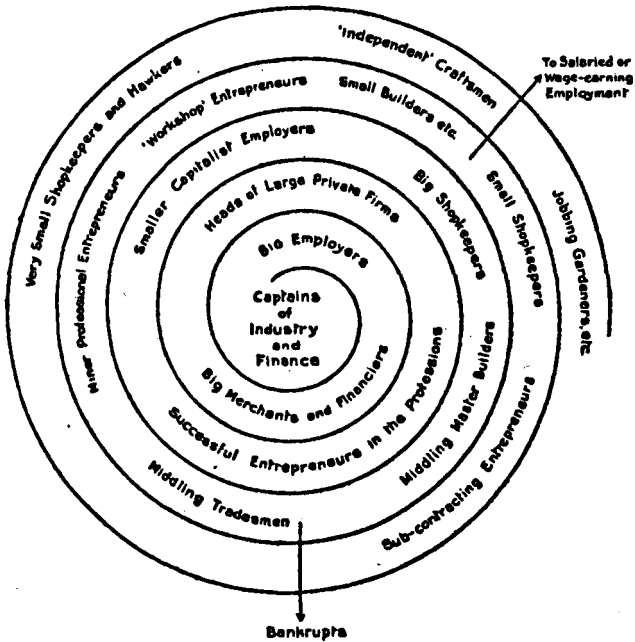 Captains
of
Industry
and
Finance
Big Employers
Big Merchants and Financiers
Heads of Large Private Firms
Successful Entrepreneurs in the Professions
Smaller Capitalist Employers
Big Shopkeepers
Middling Master Builders
Middling Tradesmen
Minor Professional Entrepreneurs
'Workshop' Entrepreneurs
Small Builders etc.
Small Shopkeepers
Sub-contracting Entrepreneurs
Very Small Shopkeepers and Hawkers
'Independent' Craftsmen
Jobbing Gardeners, etc.
To Salaried or
Wage-earning
Employment
Bankrupts